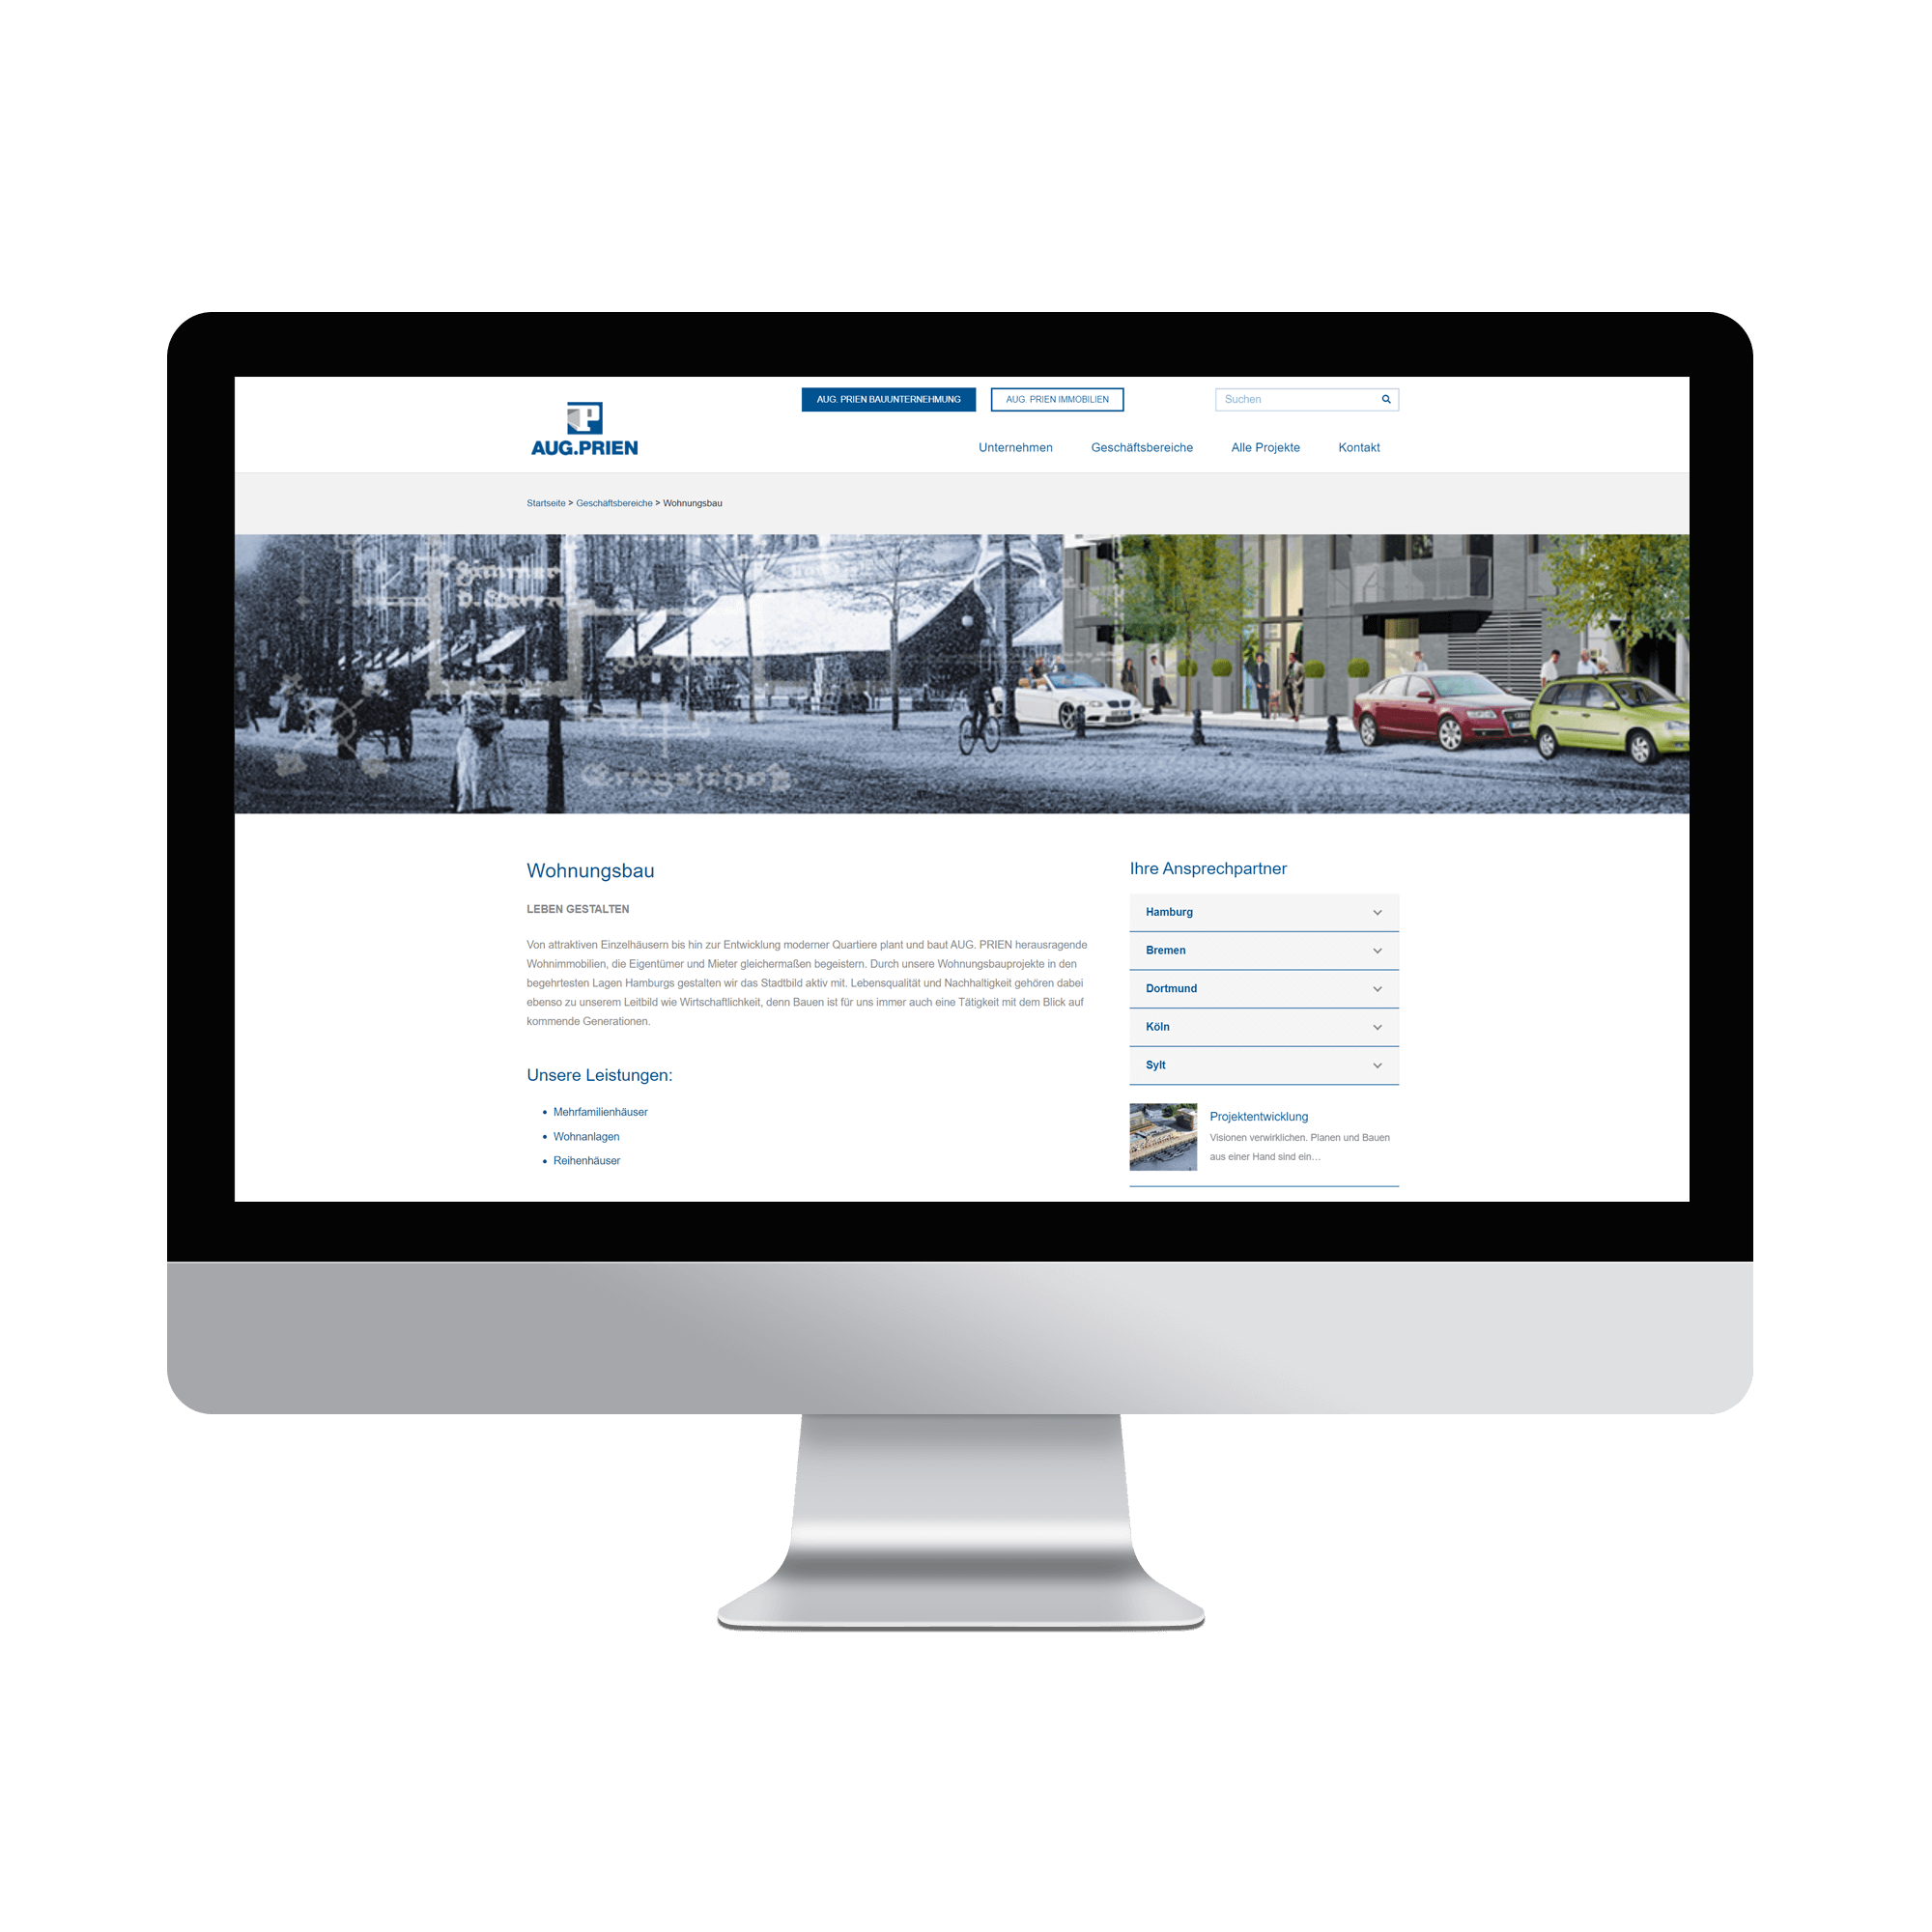 AUG. PRIEN BAUUNTERNEHMUNG
AUG. PRIEN IMMOBILIEN
Suchen
P
AUG.PRIEN
Unternehmen
Geschäftsbereiche
Alle Projekte
Kontakt
Startseite > Geschäftsbereiche > Wohnungsbau
Wohnungsbau
LEBEN GESTALTEN
Von attraktiven Einzelhäusern bis hin zur Entwicklung moderner Quartiere plant und baut AUG. PRIEN herausragende
Wohnimmobilien, die Eigentümer und Mieter gleichermaßen begeistern. Durch unsere Wohnungsbauprojekte in den
begehrtesten Lagen Hamburgs gestalten wir das Stadtbild aktiv mit. Lebensqualität und Nachhaltigkeit gehören dabei
ebenso zu unserem Leitbild wie Wirtschaftlichkeit, denn Bauen ist für uns immer auch eine Tätigkeit mit dem Blick auf
kommende Generationen.
Unsere Leistungen:
• Mehrfamilienhäuser
• Wohnanlagen
• Reihenhäuser
Ihre Ansprechpartner
Hamburg
Bremen
Dortmund
Köln
Sylt
Projektentwicklung
Visionen verwirklichen. Planen und Bauen
aus einer Hand sind ein…